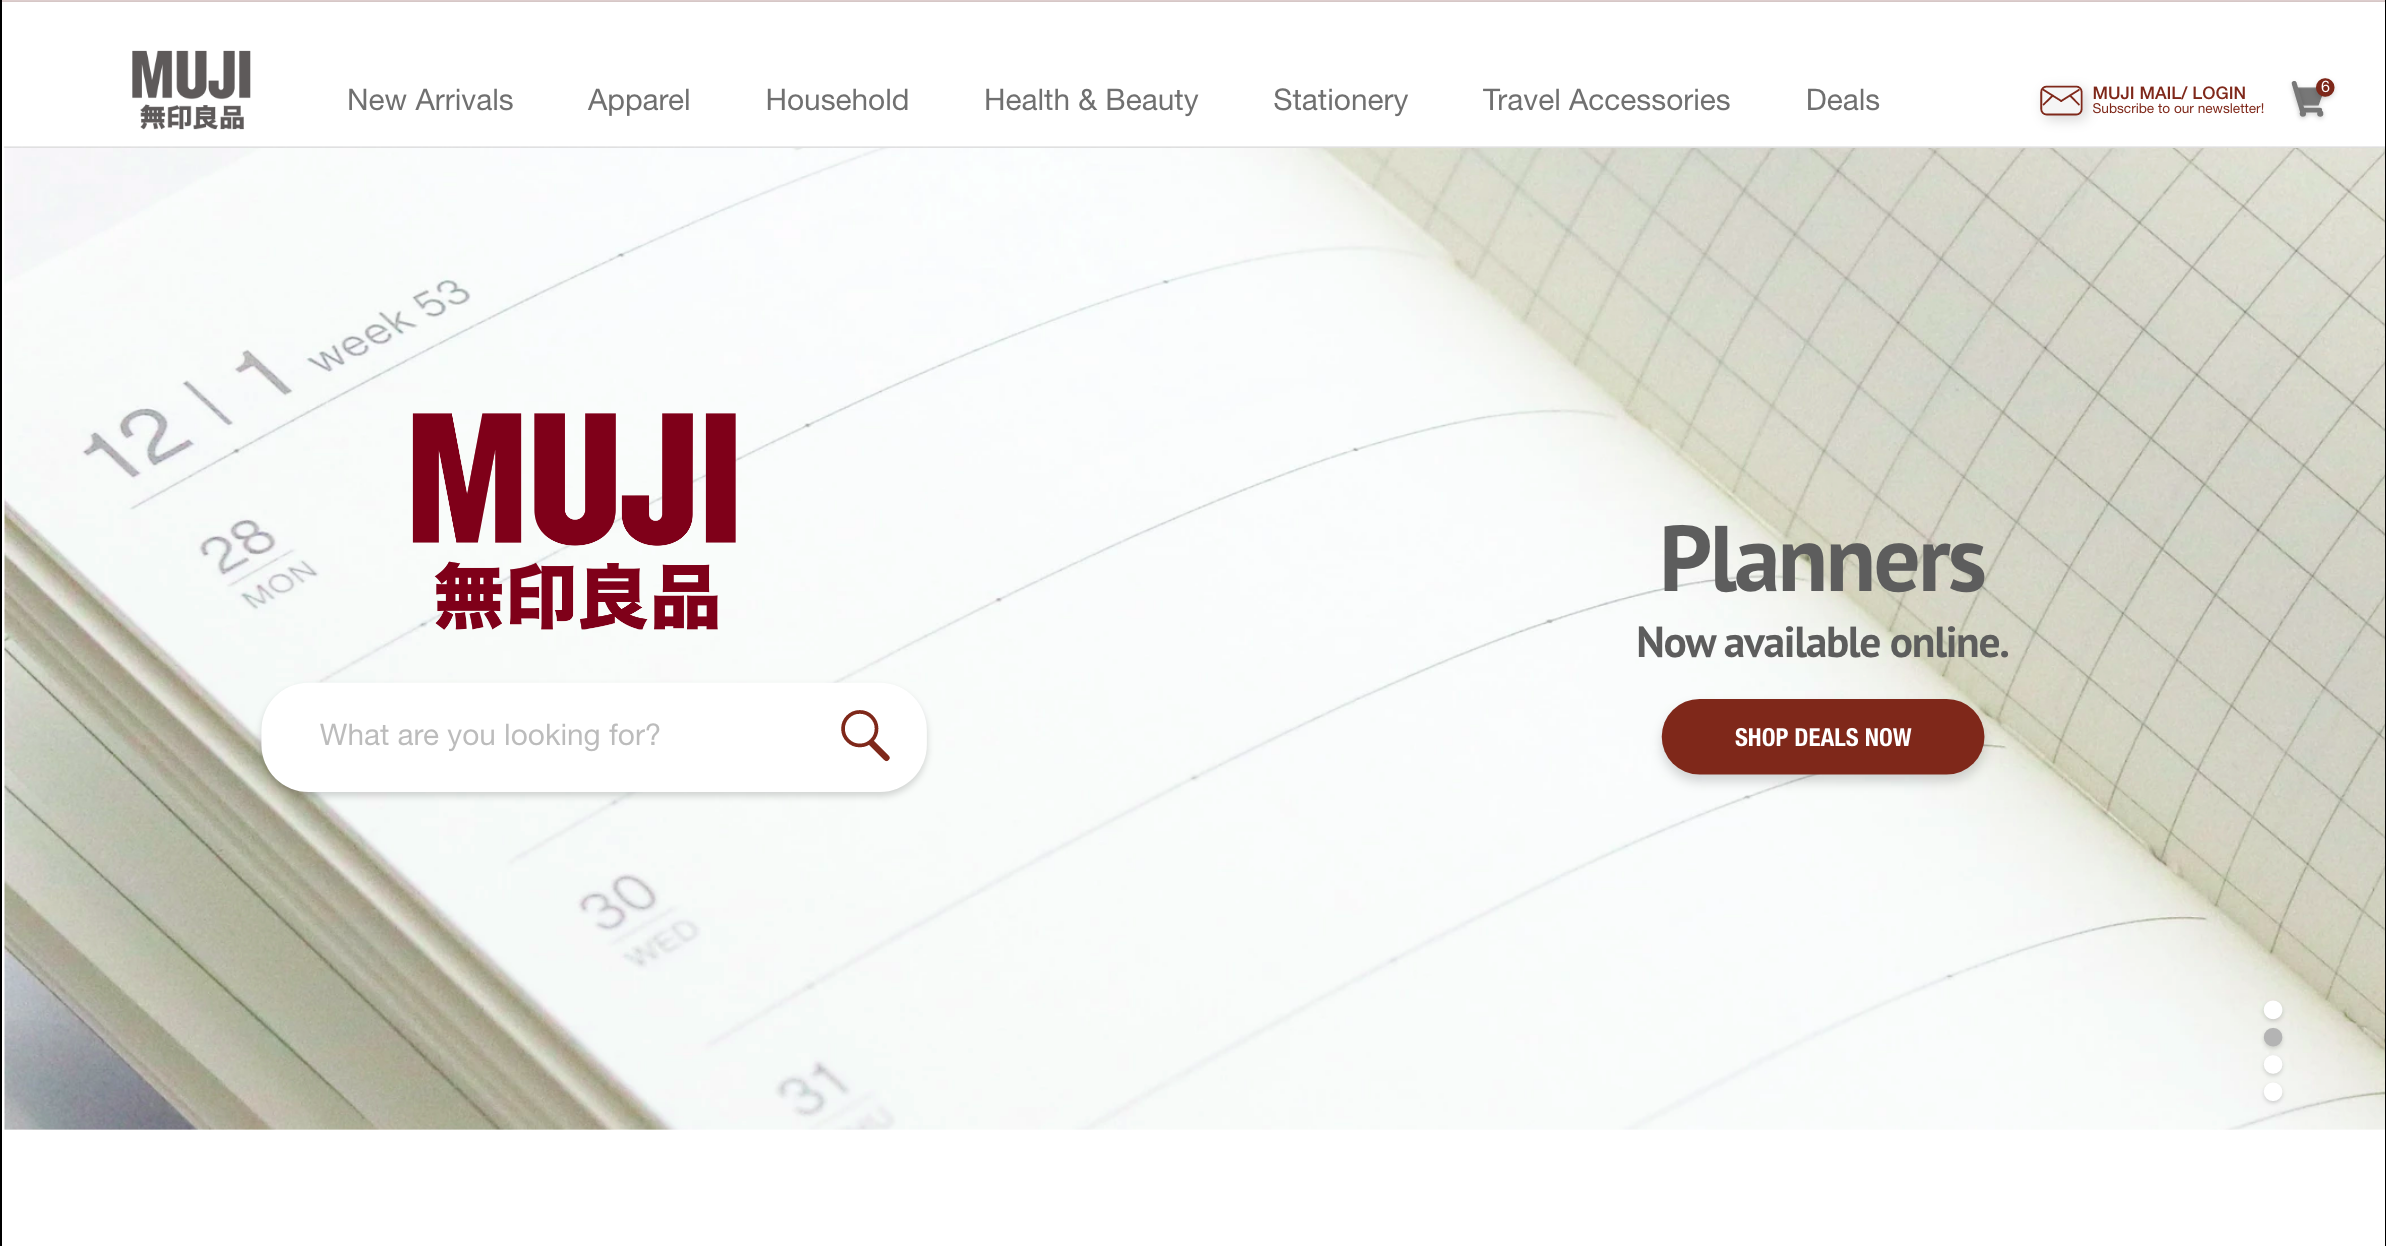 MUJI
無印良品
New Arrivals
Apparel
Household
Health & Beauty
Stationery
Travel Accessories
Deals
MUJI MAIL/ LOGIN
Subscribe to our newsletter!
6
12 | 1 week 53
28
MON
MUJI
無印良品
What are you looking for?
Planners
Now available online.
SHOP DEALS NOW
30
WED
31